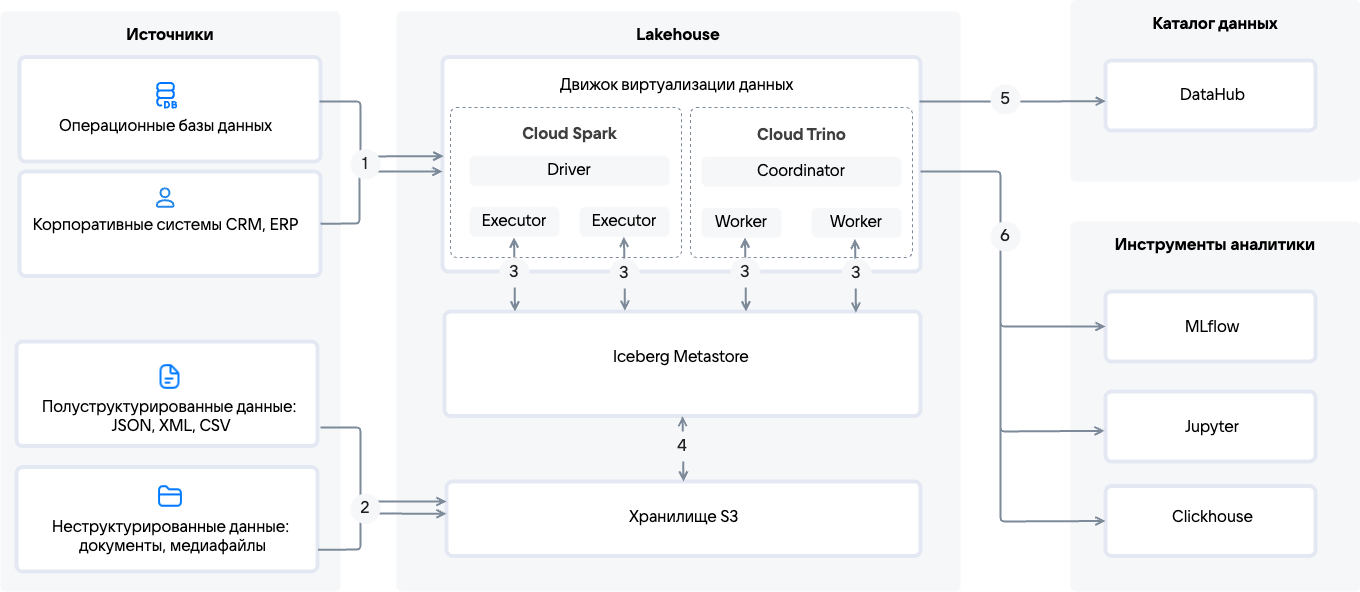 Источники
DB
Операционные базы данных
Корпоративные системы CRM, ERP
Полуструктурированные данные:
JSON, XML, CSV
Неструктурированные данные:
документы, медиафайлы
1
2
Lakehouse
Движок виртуализации данных
Cloud Spark
Driver
Executor
Executor
Cloud Trino
Coordinator
Worker
Worker
3
3
3
3
Iceberg Metastore
4
Хранилище S3
5
6
Каталог данных
DataHub
Инструменты аналитики
MLflow
Jupyter
Clickhouse